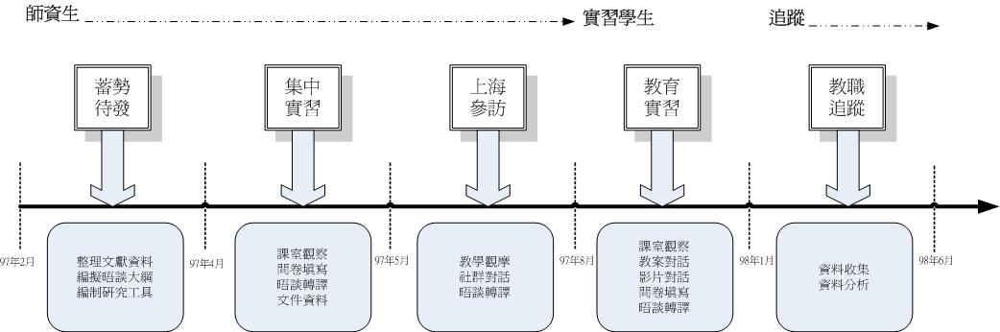 師資生
實習學生
追蹤
蓄勢
待發
集中
實習
上海
參訪
教育
實習
教職
追蹤
97年2月
97年4月
97年5月
97年8月
98年1月
98年6月
整理文獻資料
編擬晤談大綱
編制研究工具
課室觀察
問卷填寫
晤談轉譯
文件資料
教學觀摩
社群對話
晤談轉譯
課室觀察
教案對話
影片對話
問卷填寫
晤談轉譯
資料收集
資料分析